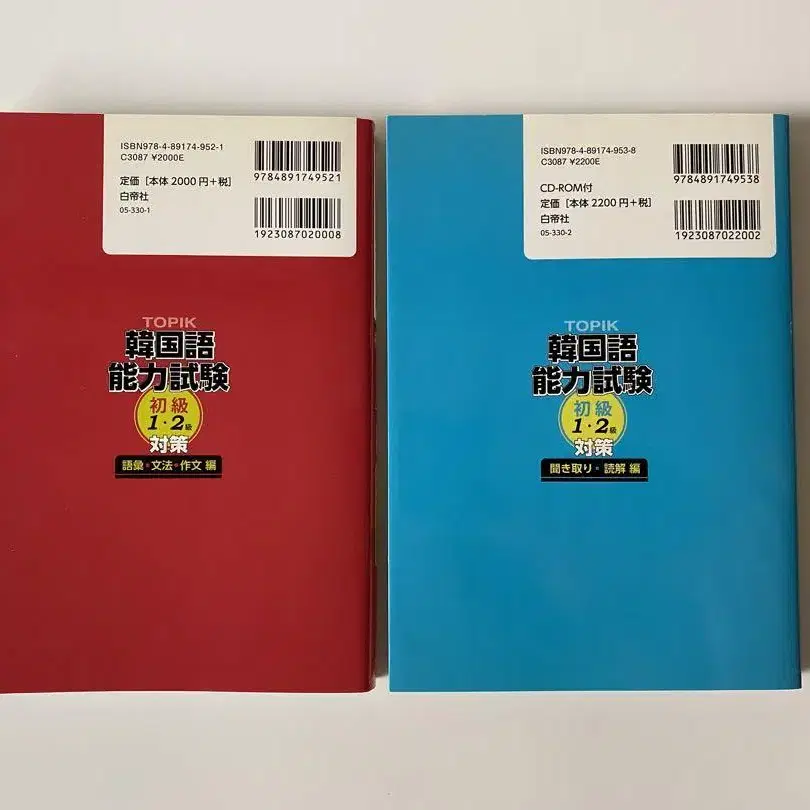 ISBN978-4-89174-952-1
C3087 ¥2000E
9784891749521
定価［本体 2000 円＋税］
白帝社
05-330-1
1923087020008
TOPIK
韓国語
能力試験
初級
1・2級
対策
語彙・文法・作文 編
ISBN978-4-89174-953-8
C3087 ¥2200E
9784891749538
CD-ROM付
定価［本体 2200 円＋税］
白帝社
05-330-2
1923087022002
TOPIK
韓国語
能力試験
初級
1・2級
対策
聞き取り・読解 編